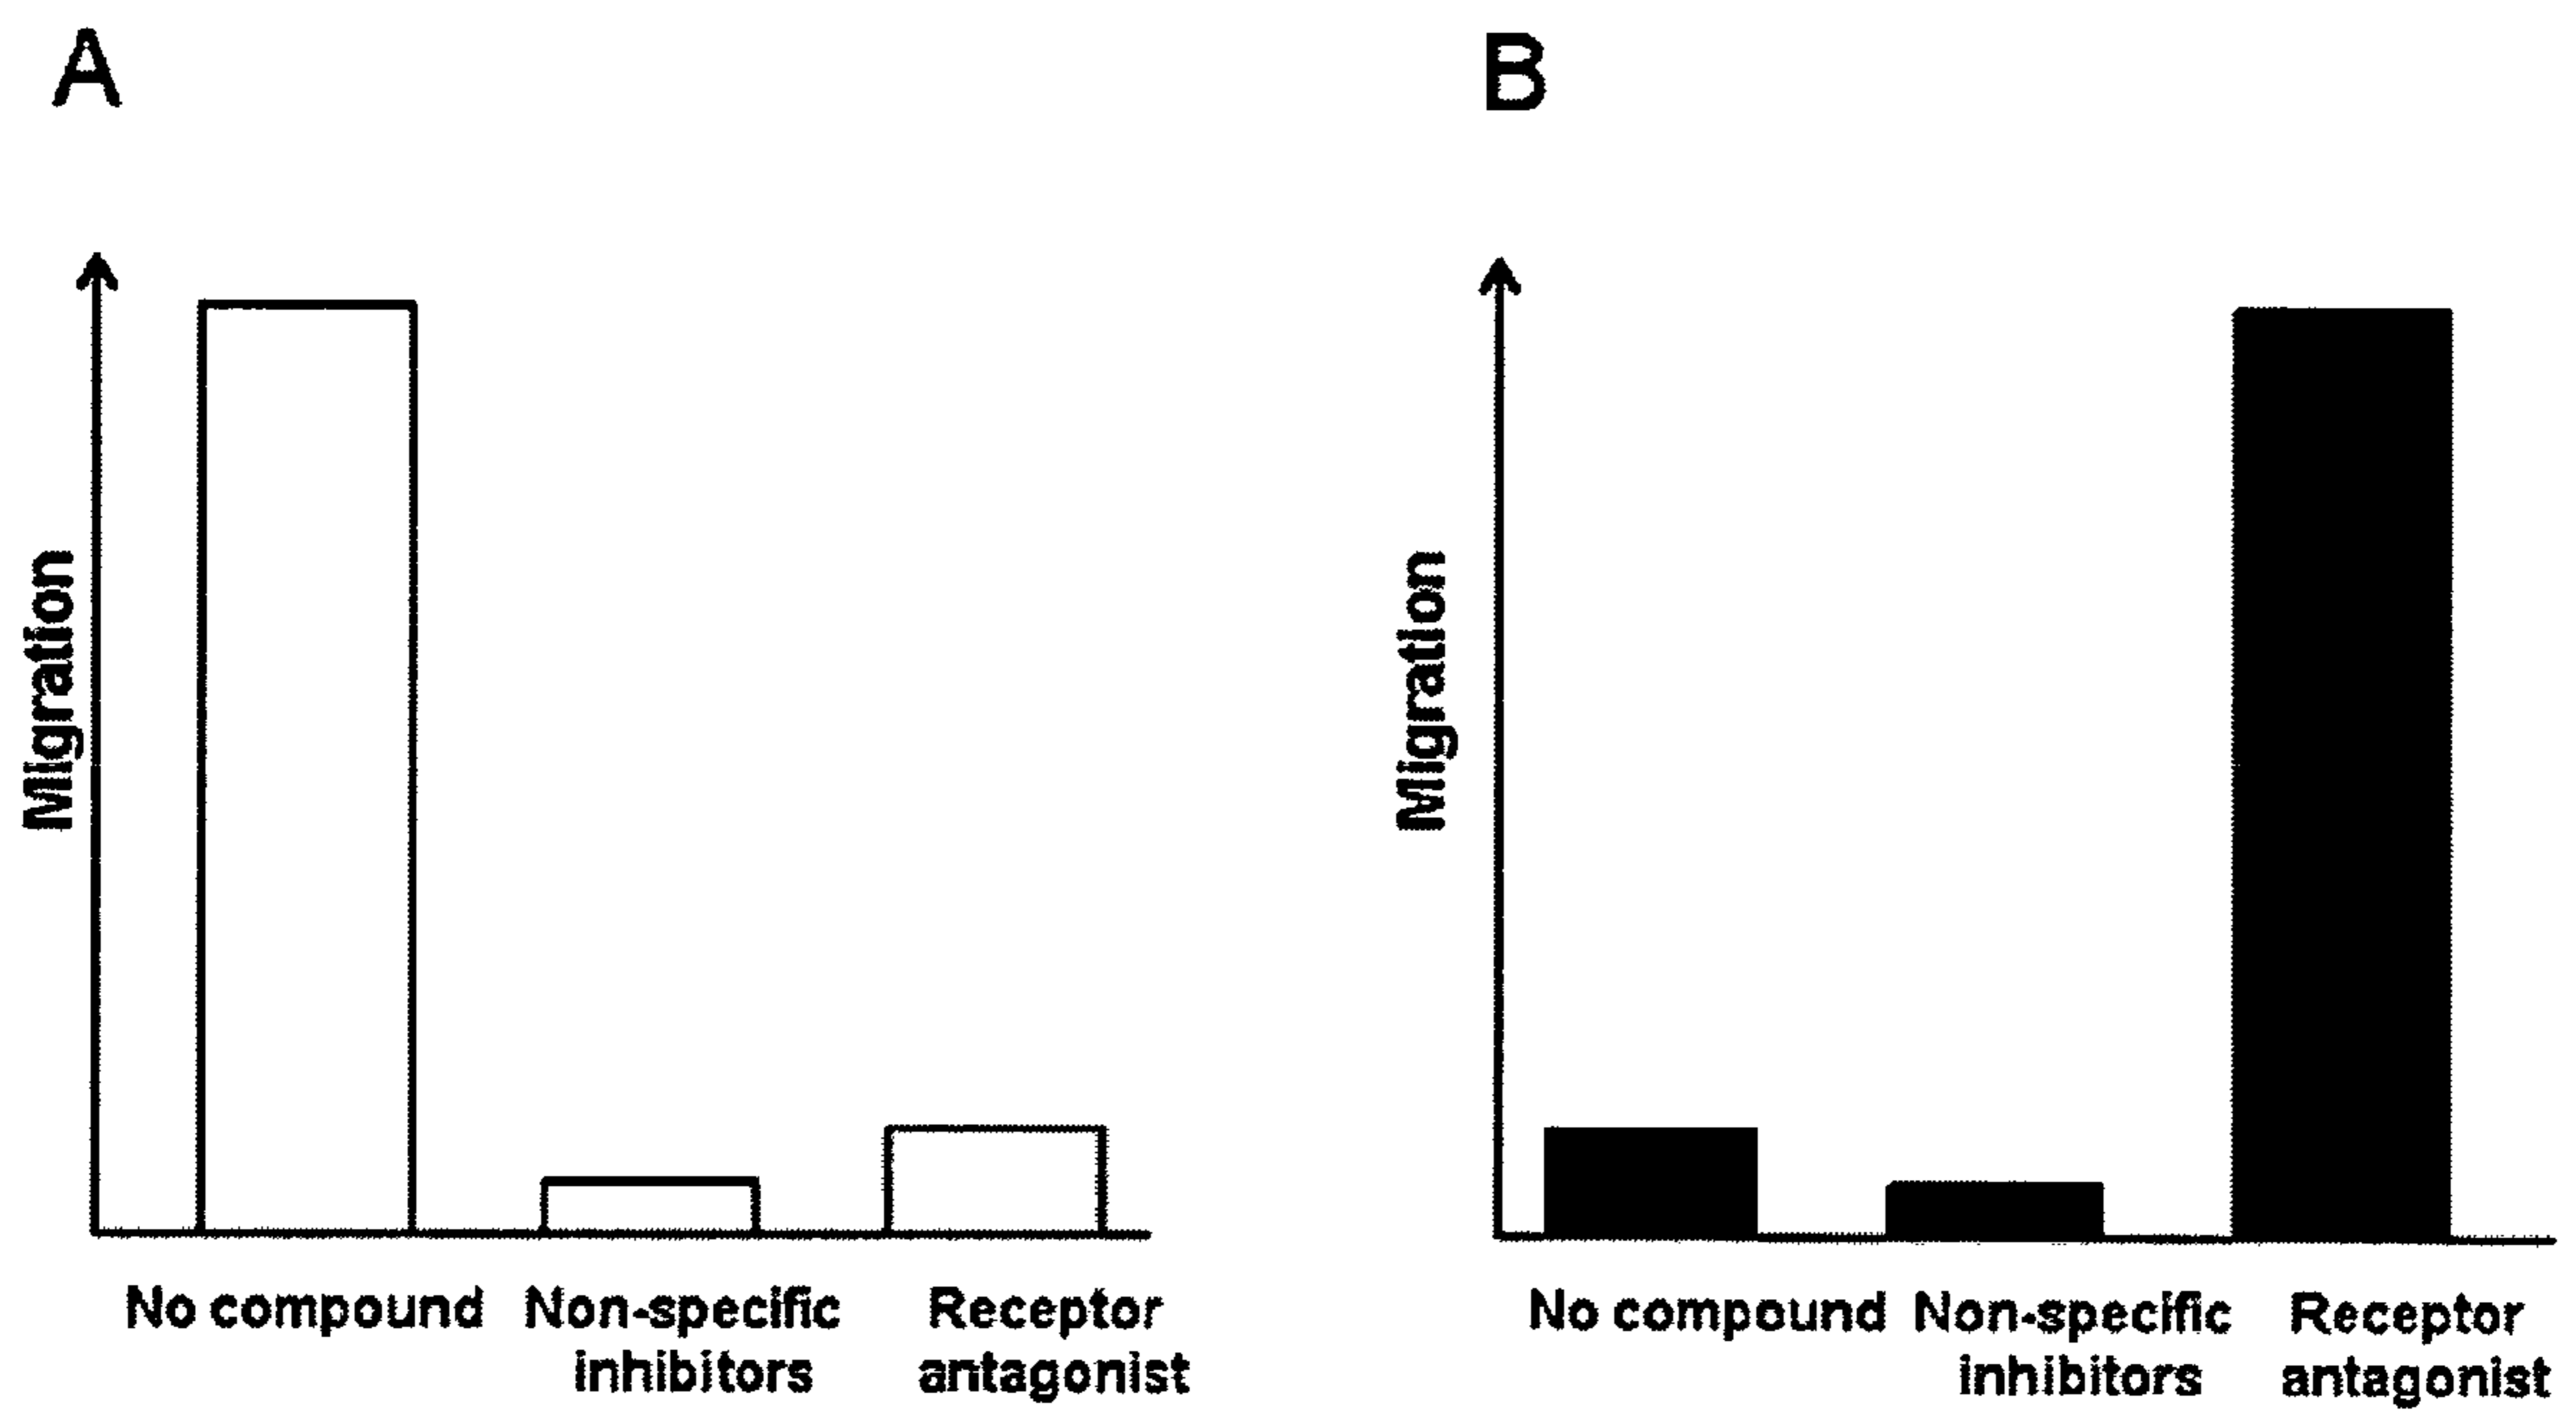 A
B
Migration
No compound
Non-specific
inhibitors
Receptor
antagonist
Migration
No compound
Non-specific
inhibitors
Receptor
antagonist